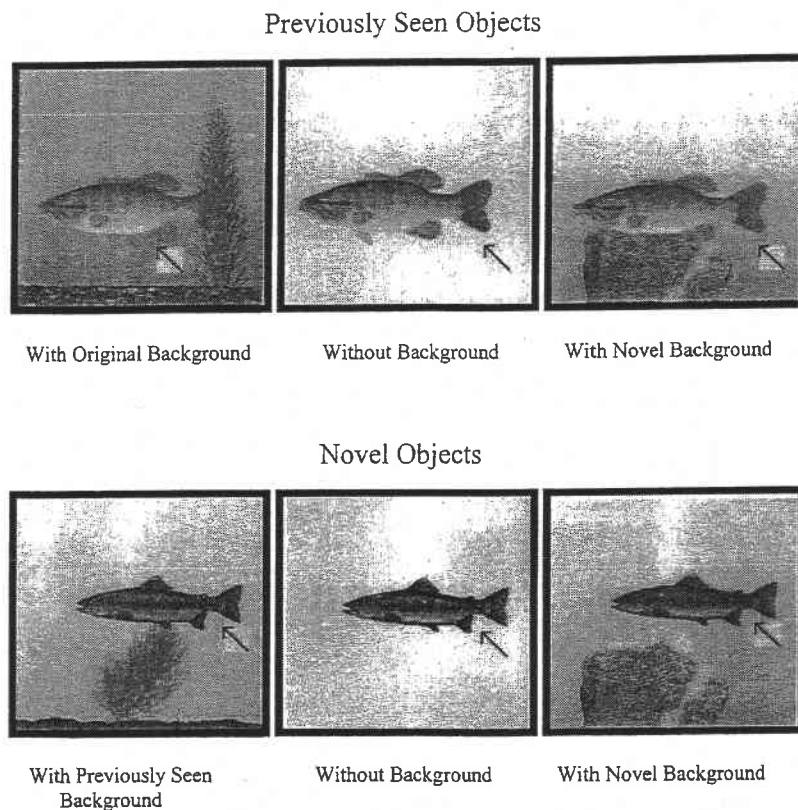 Previously Seen Objects
With Original Background
Without Background
With Novel Background
Novel Objects
With Previously Seen
Background
Without Background
With Novel Background